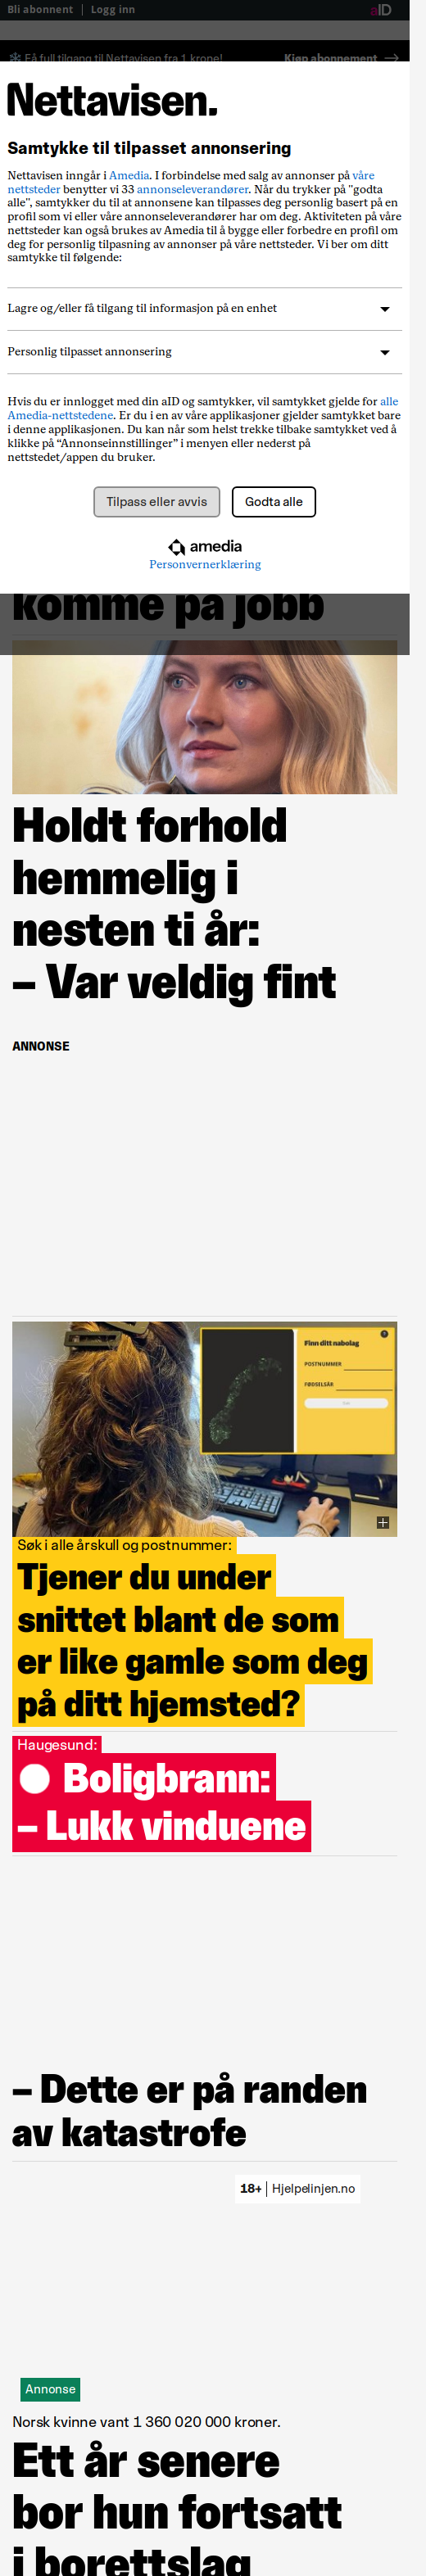 Bli abonnent | Logg inn
aID
Få full tilgang til Nettavisen fra 1 krone!
Kjøp abonnement →
Nettavisen.
Samtykke til tilpasset annonsering
Nettavisen inngår i Amedia. I forbindelse med salg av annonser på våre
nettsteder benytter vi 33 annonseleverandører. Når du trykker på "godta
alle", samtykker du til at annonsene kan tilpasses deg personlig basert på en
profil som vi eller våre annonseleverandører har om deg. Aktiviteten på våre
nettsteder kan også brukes av Amedia til å bygge eller forbedre en profil om
deg for personlig tilpasning av annonser på våre nettsteder. Vi ber om ditt
samtykke til følgende:
Lagre og/eller få tilgang til informasjon på en enhet
Personlig tilpasset annonsering
Hvis du er innlogget med din aID og samtykker, vil samtykket gjelde for alle
Amedia-nettstedene. Er du i en av våre applikasjoner gjelder samtykket bare
i denne applikasjonen. Du kan når som helst trekke tilbake samtykket ved å
klikke på “Annonseinnstillinger” i menyen eller nederst på
nettstedet/appen du bruker.
Tilpass eller avvis
Godta alle
amedia
Personvernerklæring
komme på jobb
Holdt forhold
hemmelig i
nesten ti år:
– Var veldig fint
ANNONSE
Finn ditt nabolag
POSTNUMMER
FØDSELSÅR
Søk i alle årskull og postnummer:
Tjener du under
snittet blant de som
er like gamle som deg
på ditt hjemsted?
Haugesund:
Boligbrann:
– Lukk vinduene
– Dette er på randen
av katastrofe
18+ | Hjelpelinjen.no
Annonse
Norsk kvinne vant 1 360 020 000 kroner.
Ett år senere
bor hun fortsatt
i borettslag